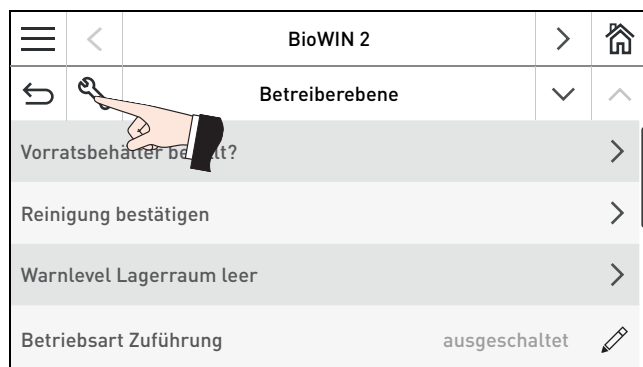 BioWIN 2
Betreiberebene
Vorratsbehälter
Reinigung bestätigen
Warnlevel Lagerraum leer
Betriebsart Zuführung ausgeschaltet